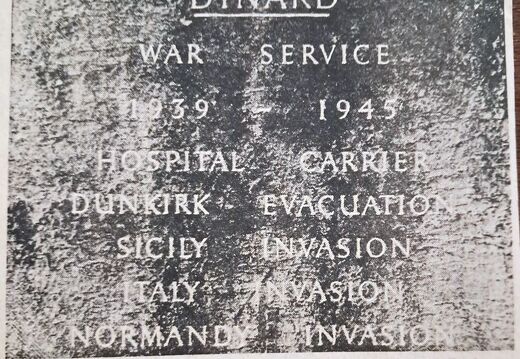 DINARD
WAR SERVICE
1939 - 1945
HOSPITAL CARRIER
DUNKIRK EVACUATION
SICILY INVASION
ITALY INVASION
NORMANDY INVASION